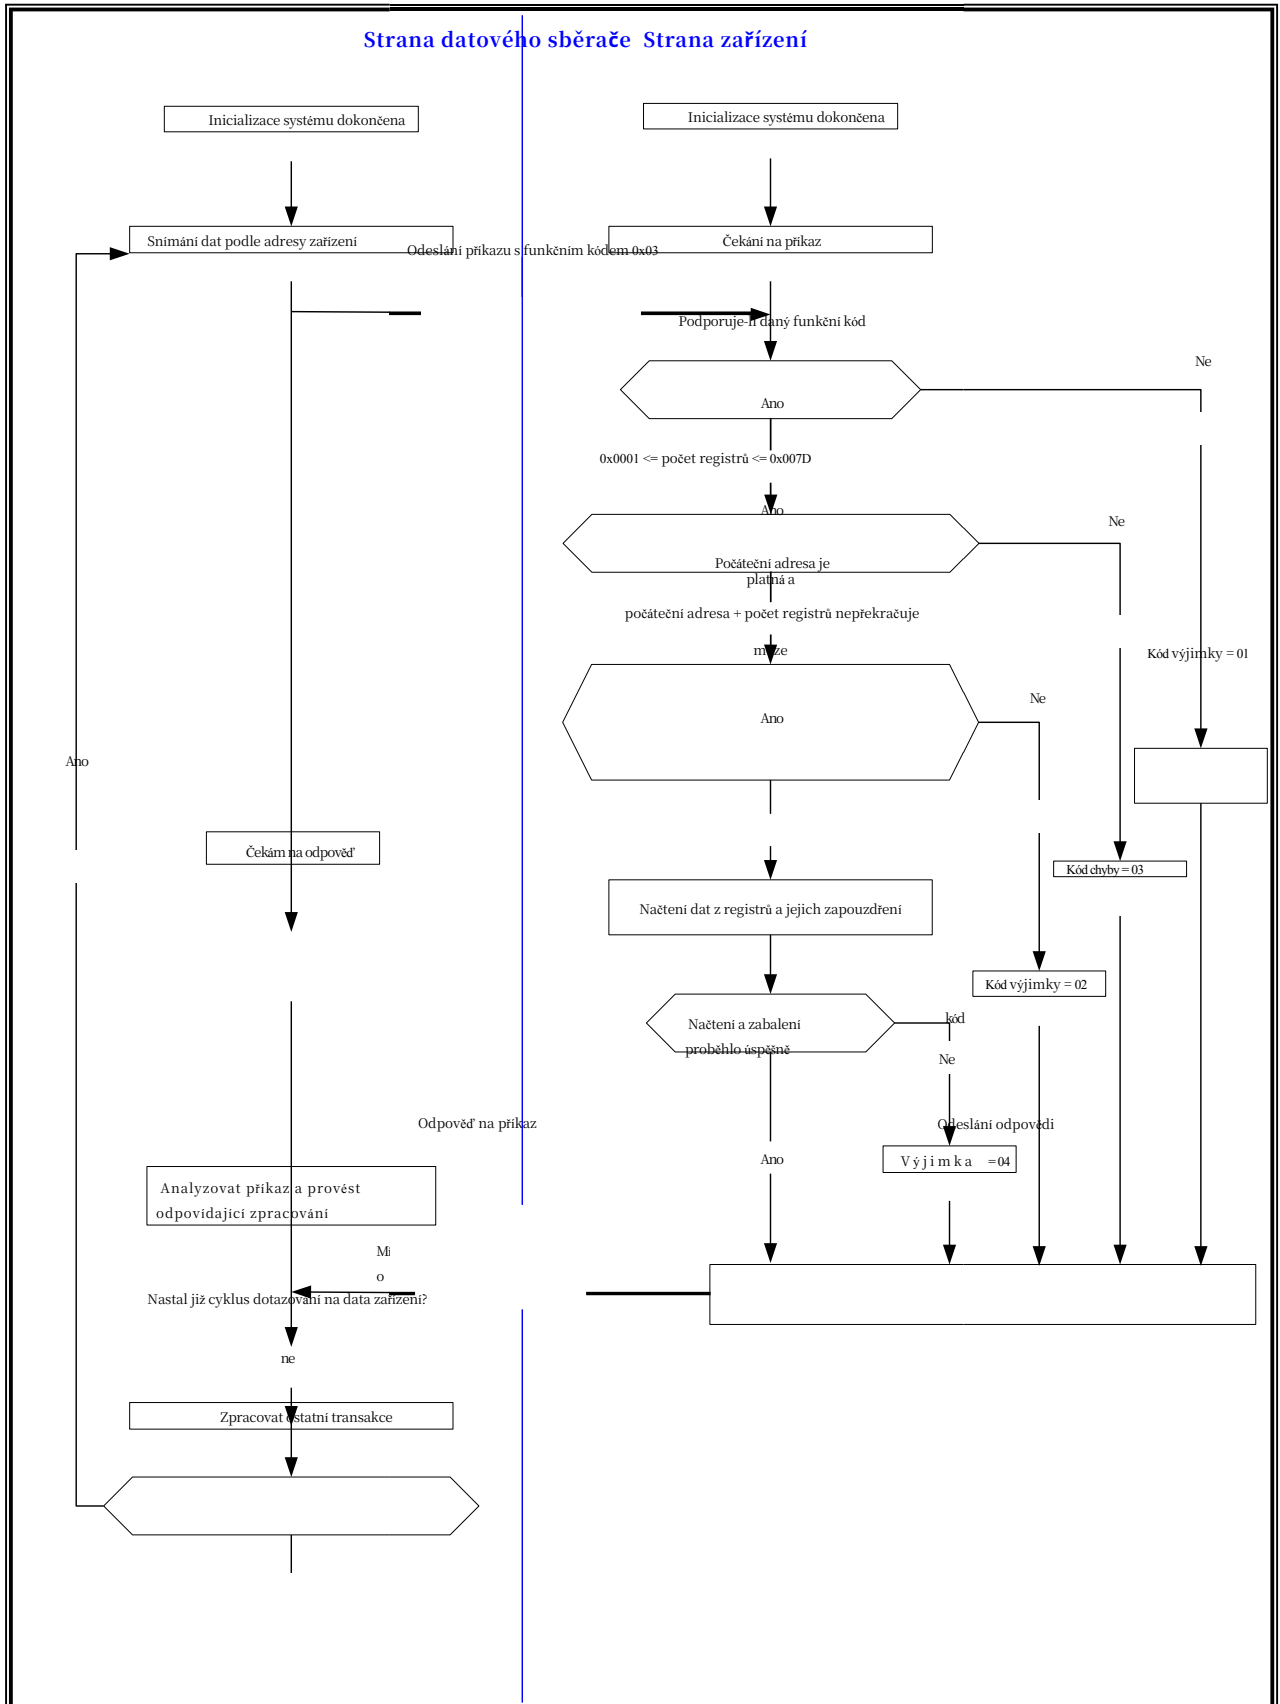 Strana datového sběrače  Strana zařízení
Inicializace systému dokončena
Inicializace systému dokončena
Snímání dat podle adresy zařízení
Odeslání příkazu s funkčním kódem 0x03
Čekání na příkaz
Podporuje-li daný funkční kód
Ne
Ano
0x0001 <= počet registrů <= 0x007D
Ano
Ne
Počáteční adresa je
platná a
počáteční adresa + počet registrů nepřekračuje
meze
Kód výjimky = 01
Ne
Ano
Ano
Čekám na odpověď
Kód chyby = 03
Načtení dat z registrů a jejich zapouzdření
Kód výjimky = 02
kód
Načtení a zabalení
proběhlo úspěšně
Ne
Odpověď na příkaz
Odeslání odpovědi
Ano
Výjimka =04
Analyzovat příkaz a provést
odpovídající zpracování
o
Nastal již cyklus dotazování na data zařízení?
ne
Zpracovat ostatní transakce